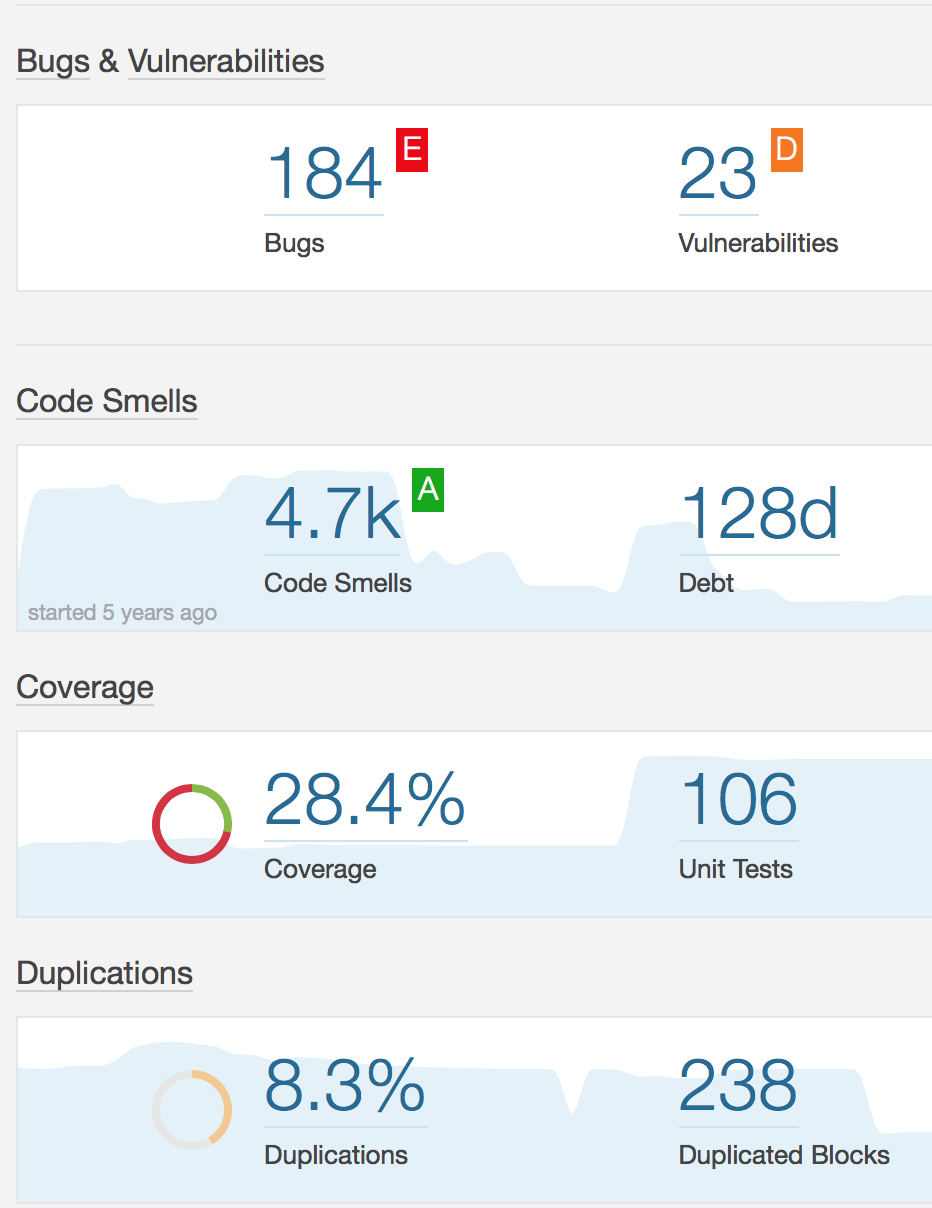 Bugs & Vulnerabilities
184 E
Bugs
23 D
Vulnerabilities
Code Smells
4.7k A
Code Smells
128d
Debt
started 5 years ago
Coverage
28.4%
Coverage
106
Unit Tests
Duplications
8.3%
Duplications
238
Duplicated Blocks